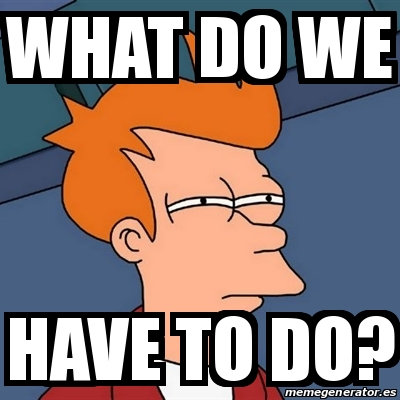 WHAT DO WE
HAVE TO DO?
memegenerator.es